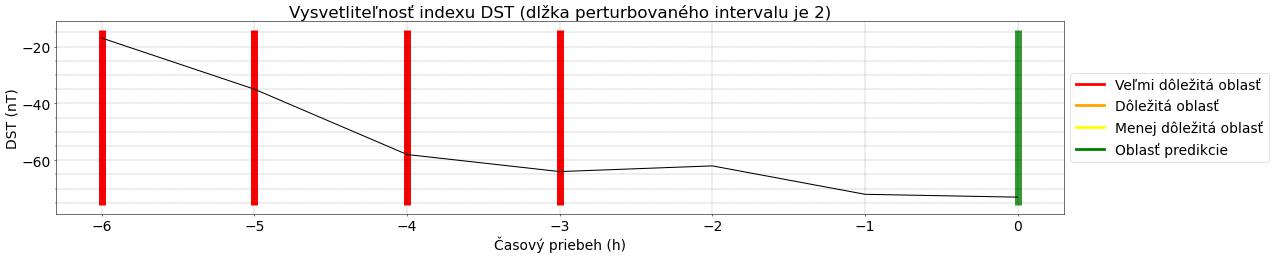 Vysvetliteľnosť indexu DST (dĺžka perturbovaného intervalu je 2)
DST (nT)
−20
−40
−60
−6 −5 −4 −3 −2 −1 0
Časový priebeh (h)
Veľmi dôležitá oblasť
Dôležitá oblasť
Menej dôležitá oblasť
Oblasť predikcie